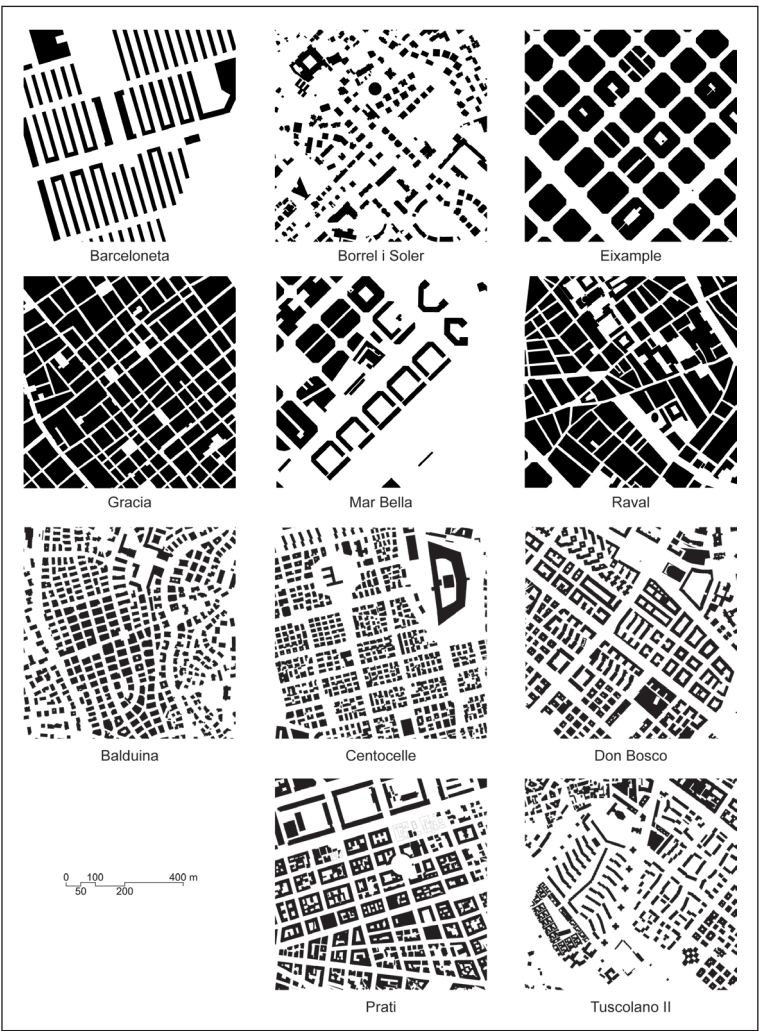 Barceloneta
Borrel i Soler
Eixample
Gracia
Mar Bella
Raval
Balduina
Centocelle
Don Bosco
0 100 400 m
50 200
Prati
Tuscolano II